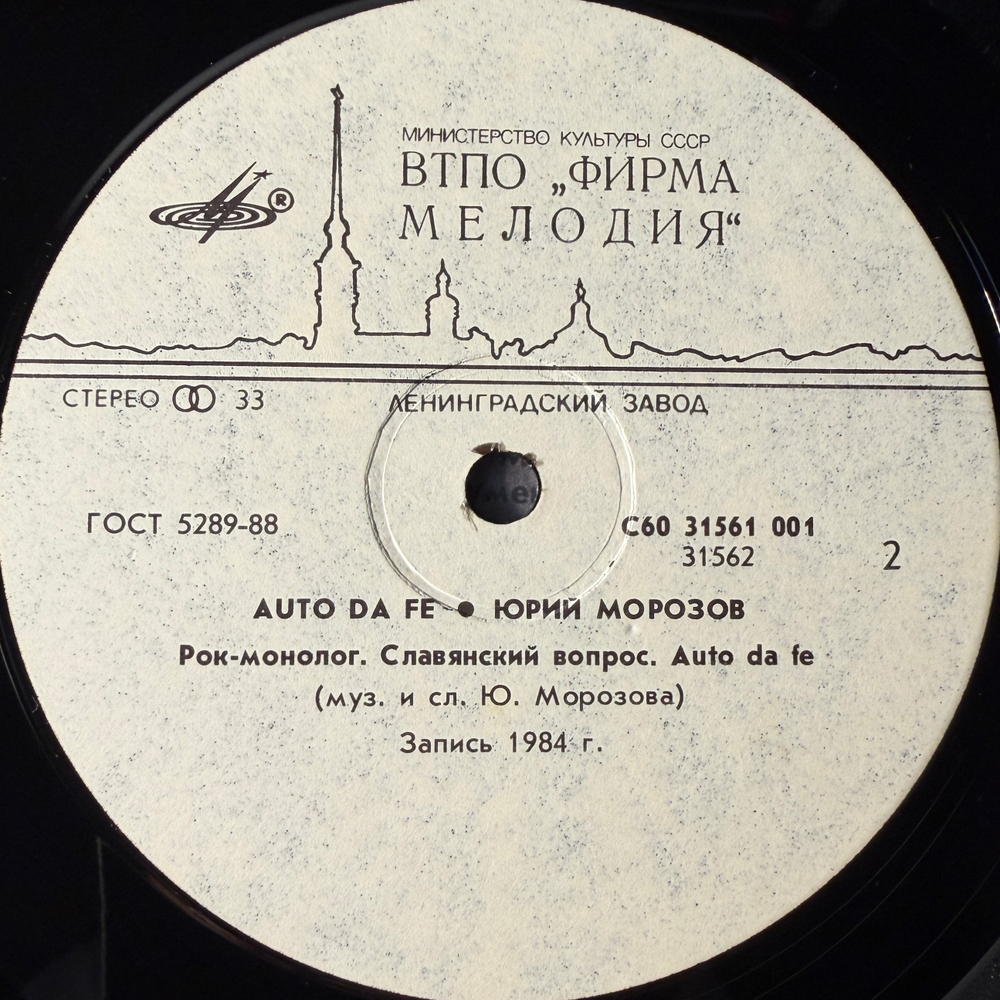 МИНИСТЕРСТВО КУЛЬТУРЫ СССР
ВТПО „ФИРМА
МЕЛОДИЯ“
®
СТЕРЕО 33
ЛЕНИНГРАДСКИЙ ЗАВОД
ГОСТ 5289-88
С60 31561 001
31562
2
AUTO DA FE ● ЮРИЙ МОРОЗОВ
Рок-монолог. Славянский вопрос. Auto da fe
(муз. и сл. Ю. Морозова)
Запись 1984 г.